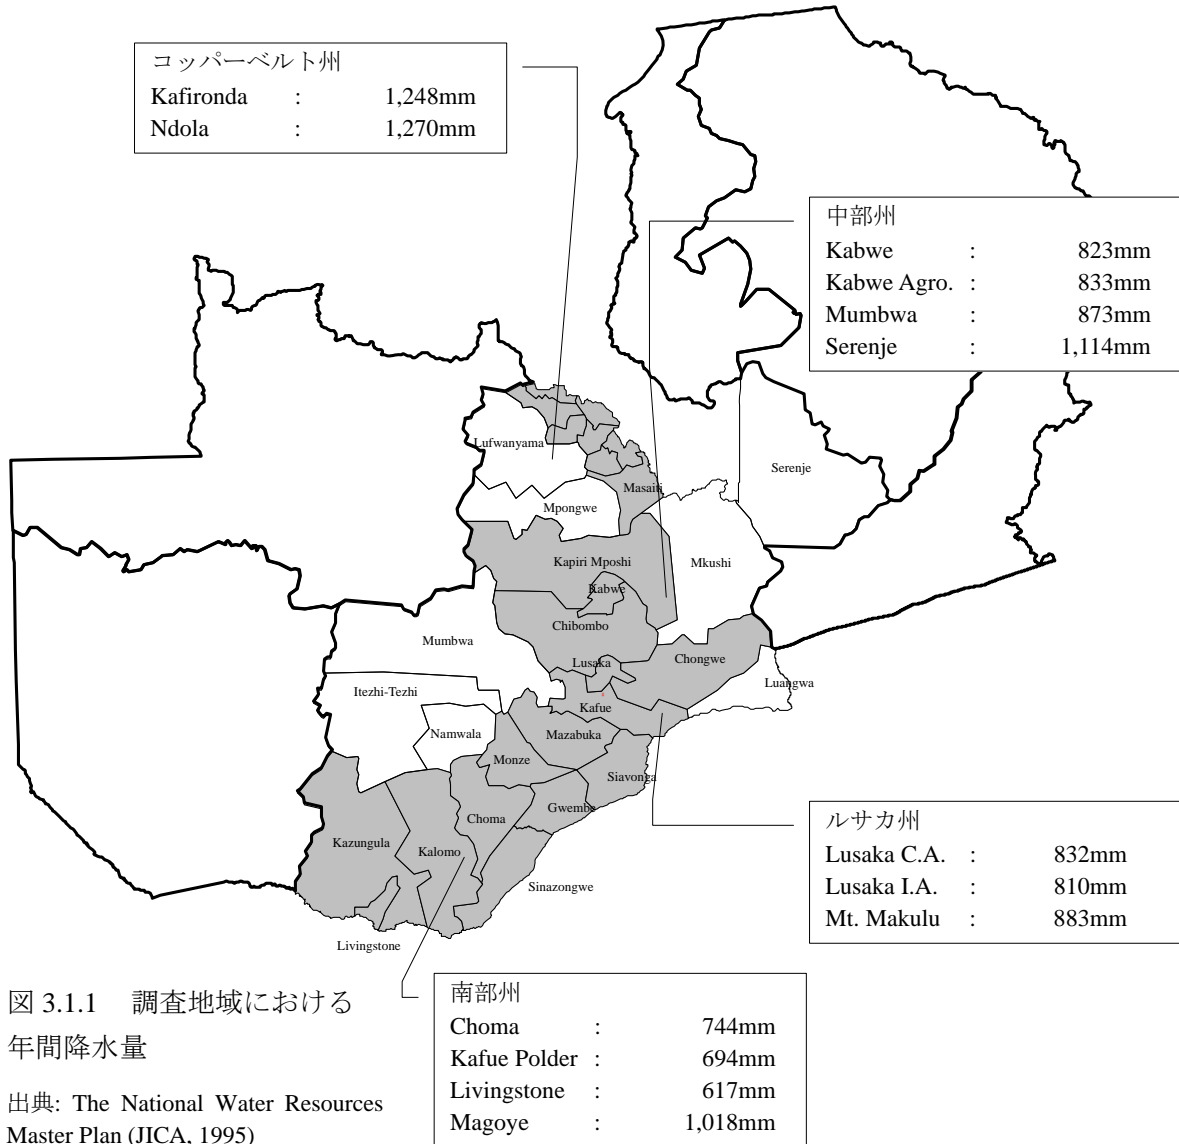 コッパーベルト州
Kafironda : 1,248mm
Ndola : 1,270mm
中部州
Kabwe : 823mm
Kabwe Agro. : 833mm
Mumbwa : 873mm
Serenje : 1,114mm
Lufwanyama
Serenje
Masaiti
Mpongwe
Kapiri Mposhi
Mkushi
Kabwe
Chibombo
Mumbwa
Lusaka
Chongwe
Itezhi-Tezhi
Luangwa
Kafue
Namwala
Mazabuka
Monze
Siavonga
Gwembe
Choma
Kazungula
Kalomo
Sinazongwe
Livingstone
ルサカ州
Lusaka C.A. : 832mm
Lusaka I.A. : 810mm
Mt. Makulu : 883mm
南部州
Choma : 744mm
Kafue Polder : 694mm
Livingstone : 617mm
Magoye : 1,018mm
図 3.1.1 調査地域における
年間降水量
出典: The National Water Resources
Master Plan (JICA, 1995)